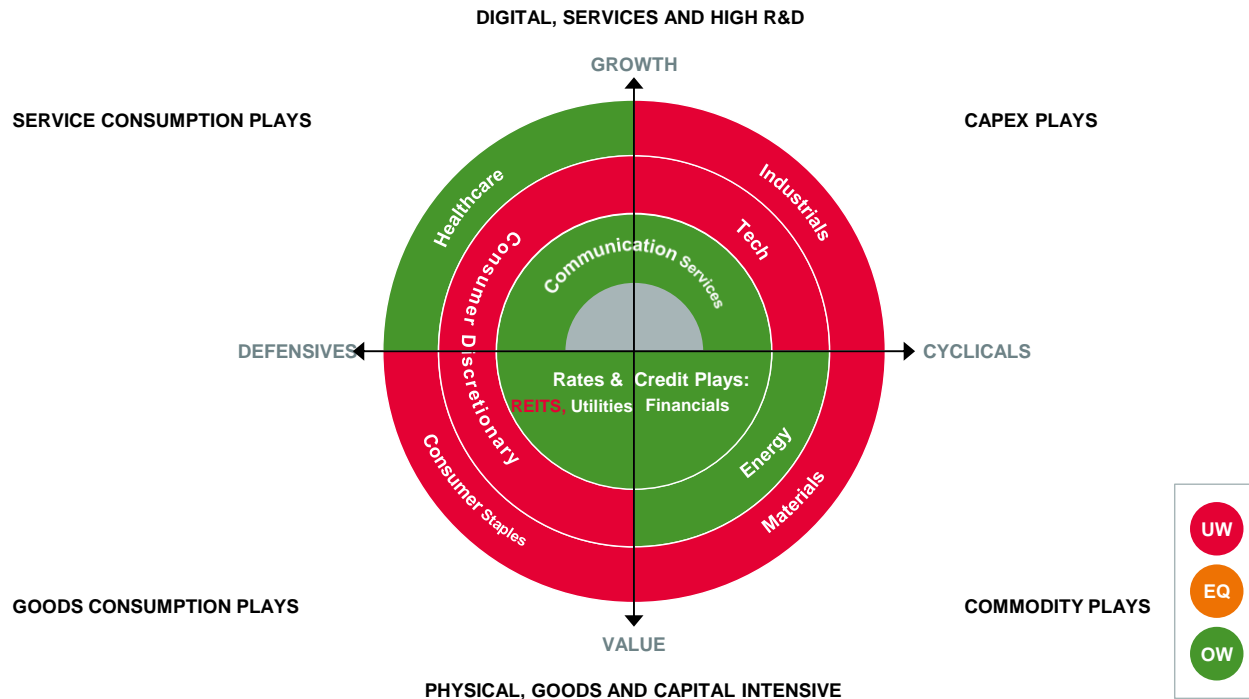 DIGITAL, SERVICES AND HIGH R&D
GROWTH
SERVICE CONSUMPTION PLAYS
CAPEX PLAYS
Healthcare
Industrials
Consumer Discretionary
Tech
Communication Services
DEFENSIVES
CYCLICALS
Rates & Credit Plays:
REITS, Utilities Financials
Energy
Consumer Staples
Materials
UW
EQ
OW
GOODS CONSUMPTION PLAYS
COMMODITY PLAYS
VALUE
PHYSICAL, GOODS AND CAPITAL INTENSIVE